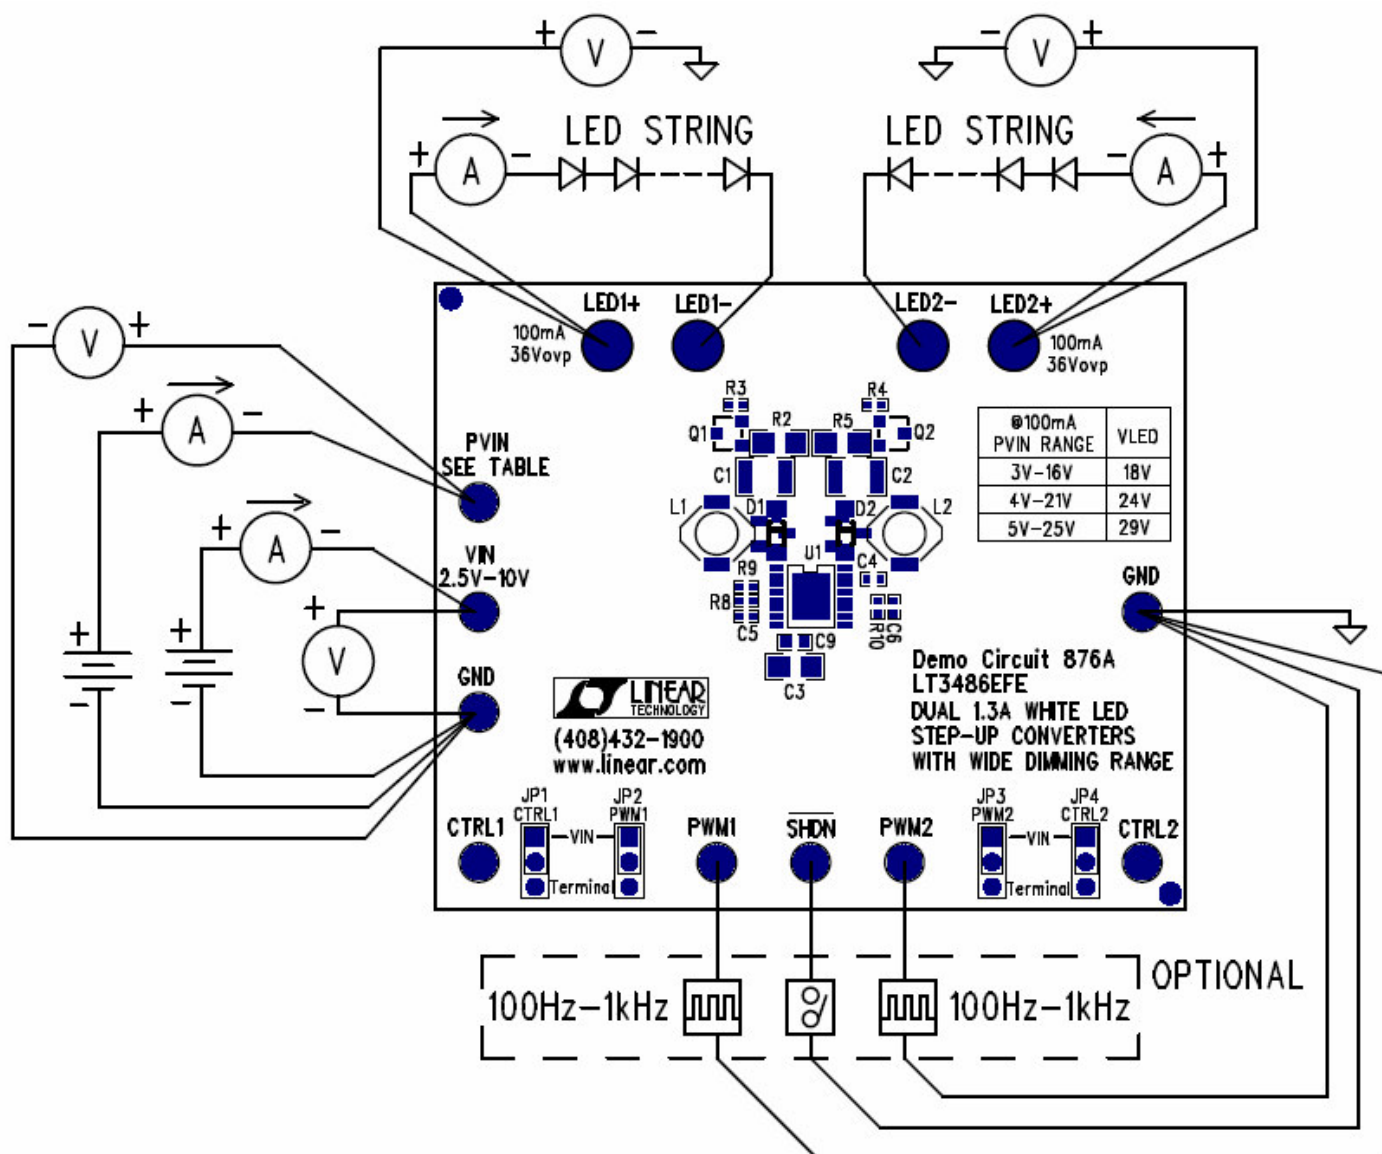 + V -
- V +
LED STRING
LED STRING
+ A -
- A +
LED1+
LED1-
LED2-
LED2+
100mA
36Vovp
100mA
36Vovp
- V +
+ A -
R3
R4
Q1
R2
R5
Q2
@100mA
PVIN RANGE
VLED
3V-16V
18V
4V-21V
24V
5V-25V
29V
PVIN
SEE TABLE
C1
C2
L1
D1
D2
L2
+ A -
VIN
2.5V-10V
U1
C4
R9
R8
C5
R10
C6
C9
C3
GND
+
V
-
+
-
+
-
GND
LINEAR
TECHNOLOGY
(408)432-1900
www.linear.com
Demo Circuit 876A
LT3486EFE
DUAL 1.3A WHITE LED
STEP-UP CONVERTERS
WITH WIDE DIMMING RANGE
CTRL1
JP1
CTRL1
JP2
PWM1
VIN
Terminal
PWM1
SHDN
PWM2
JP3
PWM2
JP4
CTRL2
VIN
Terminal
CTRL2
OPTIONAL
100Hz-1kHz
100Hz-1kHz